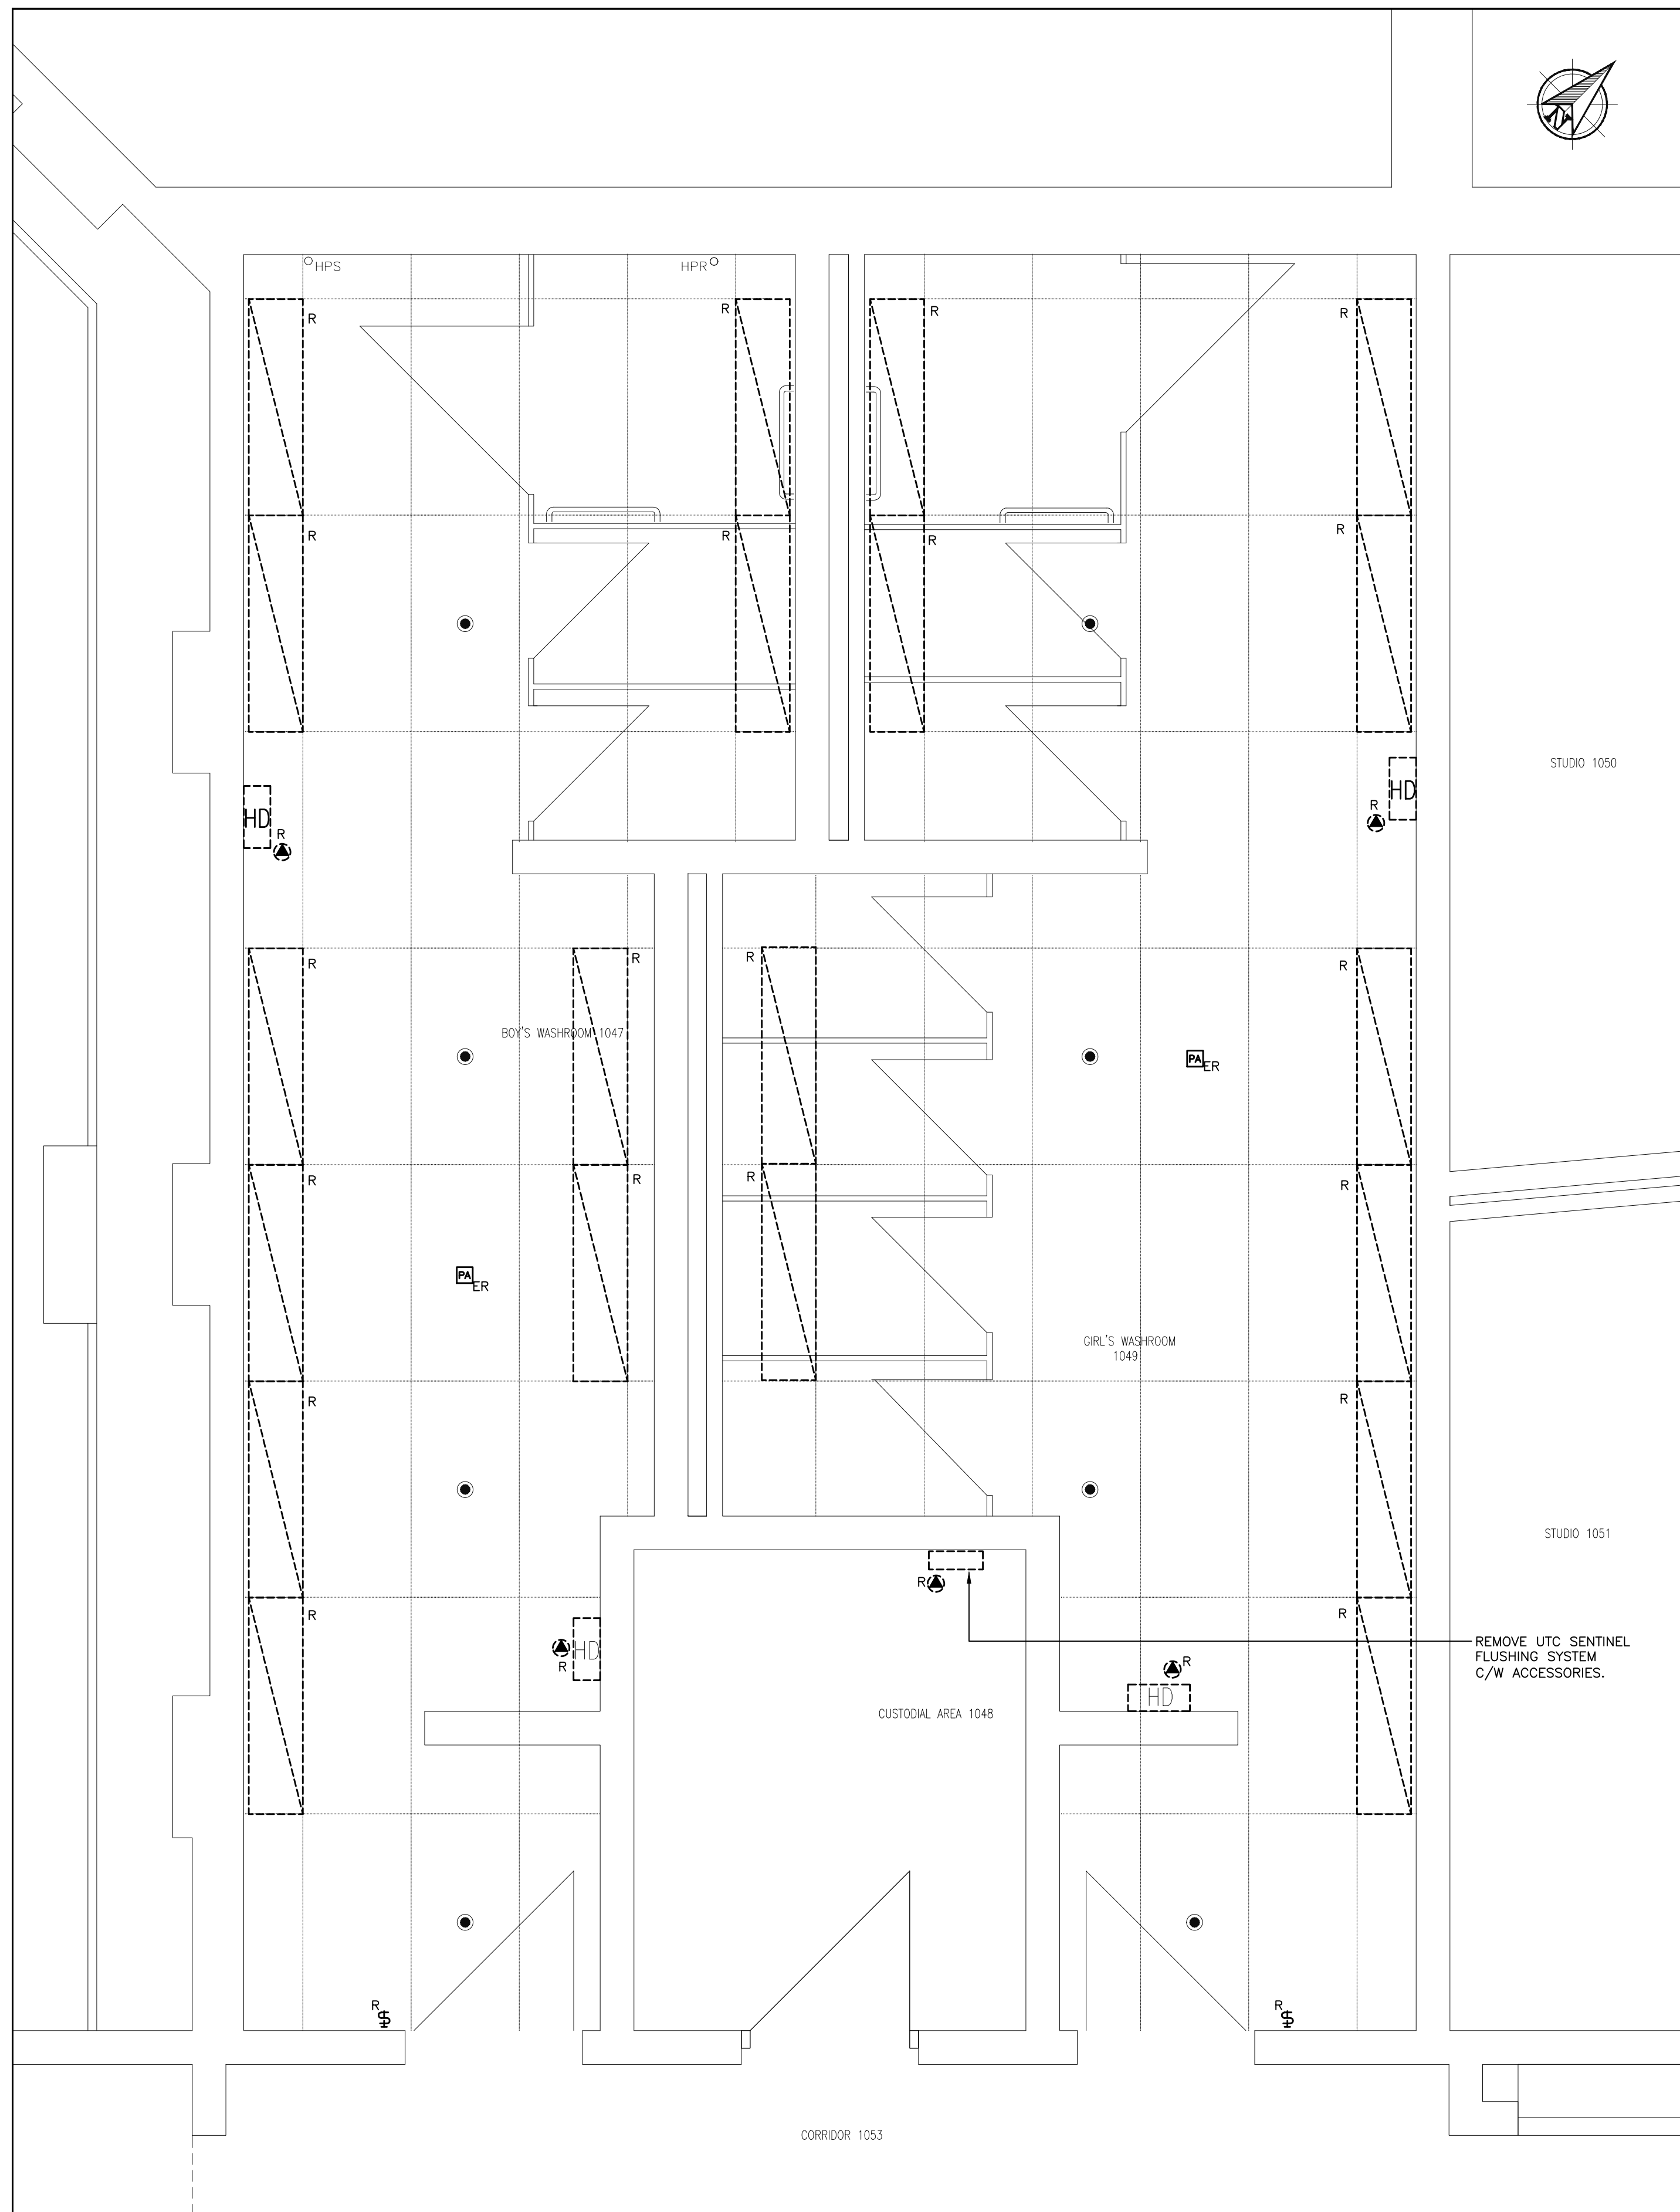 N
HPS
HPR
R
R
R
R
R
R
R
R
STUDIO 1050
HD
R
HD
R
R
R
R
R
BOY'S WASHROOM 1047
PA
ER
R
R
R
R
PA
ER
GIRL'S WASHROOM
1049
R
R
STUDIO 1051
R
R
R
HD
R
REMOVE UTC SENTINEL
FLUSHING SYSTEM
C/W ACCESSORIES.
R
HD
CUSTODIAL AREA 1048
R
$
R
$
CORRIDOR 1053